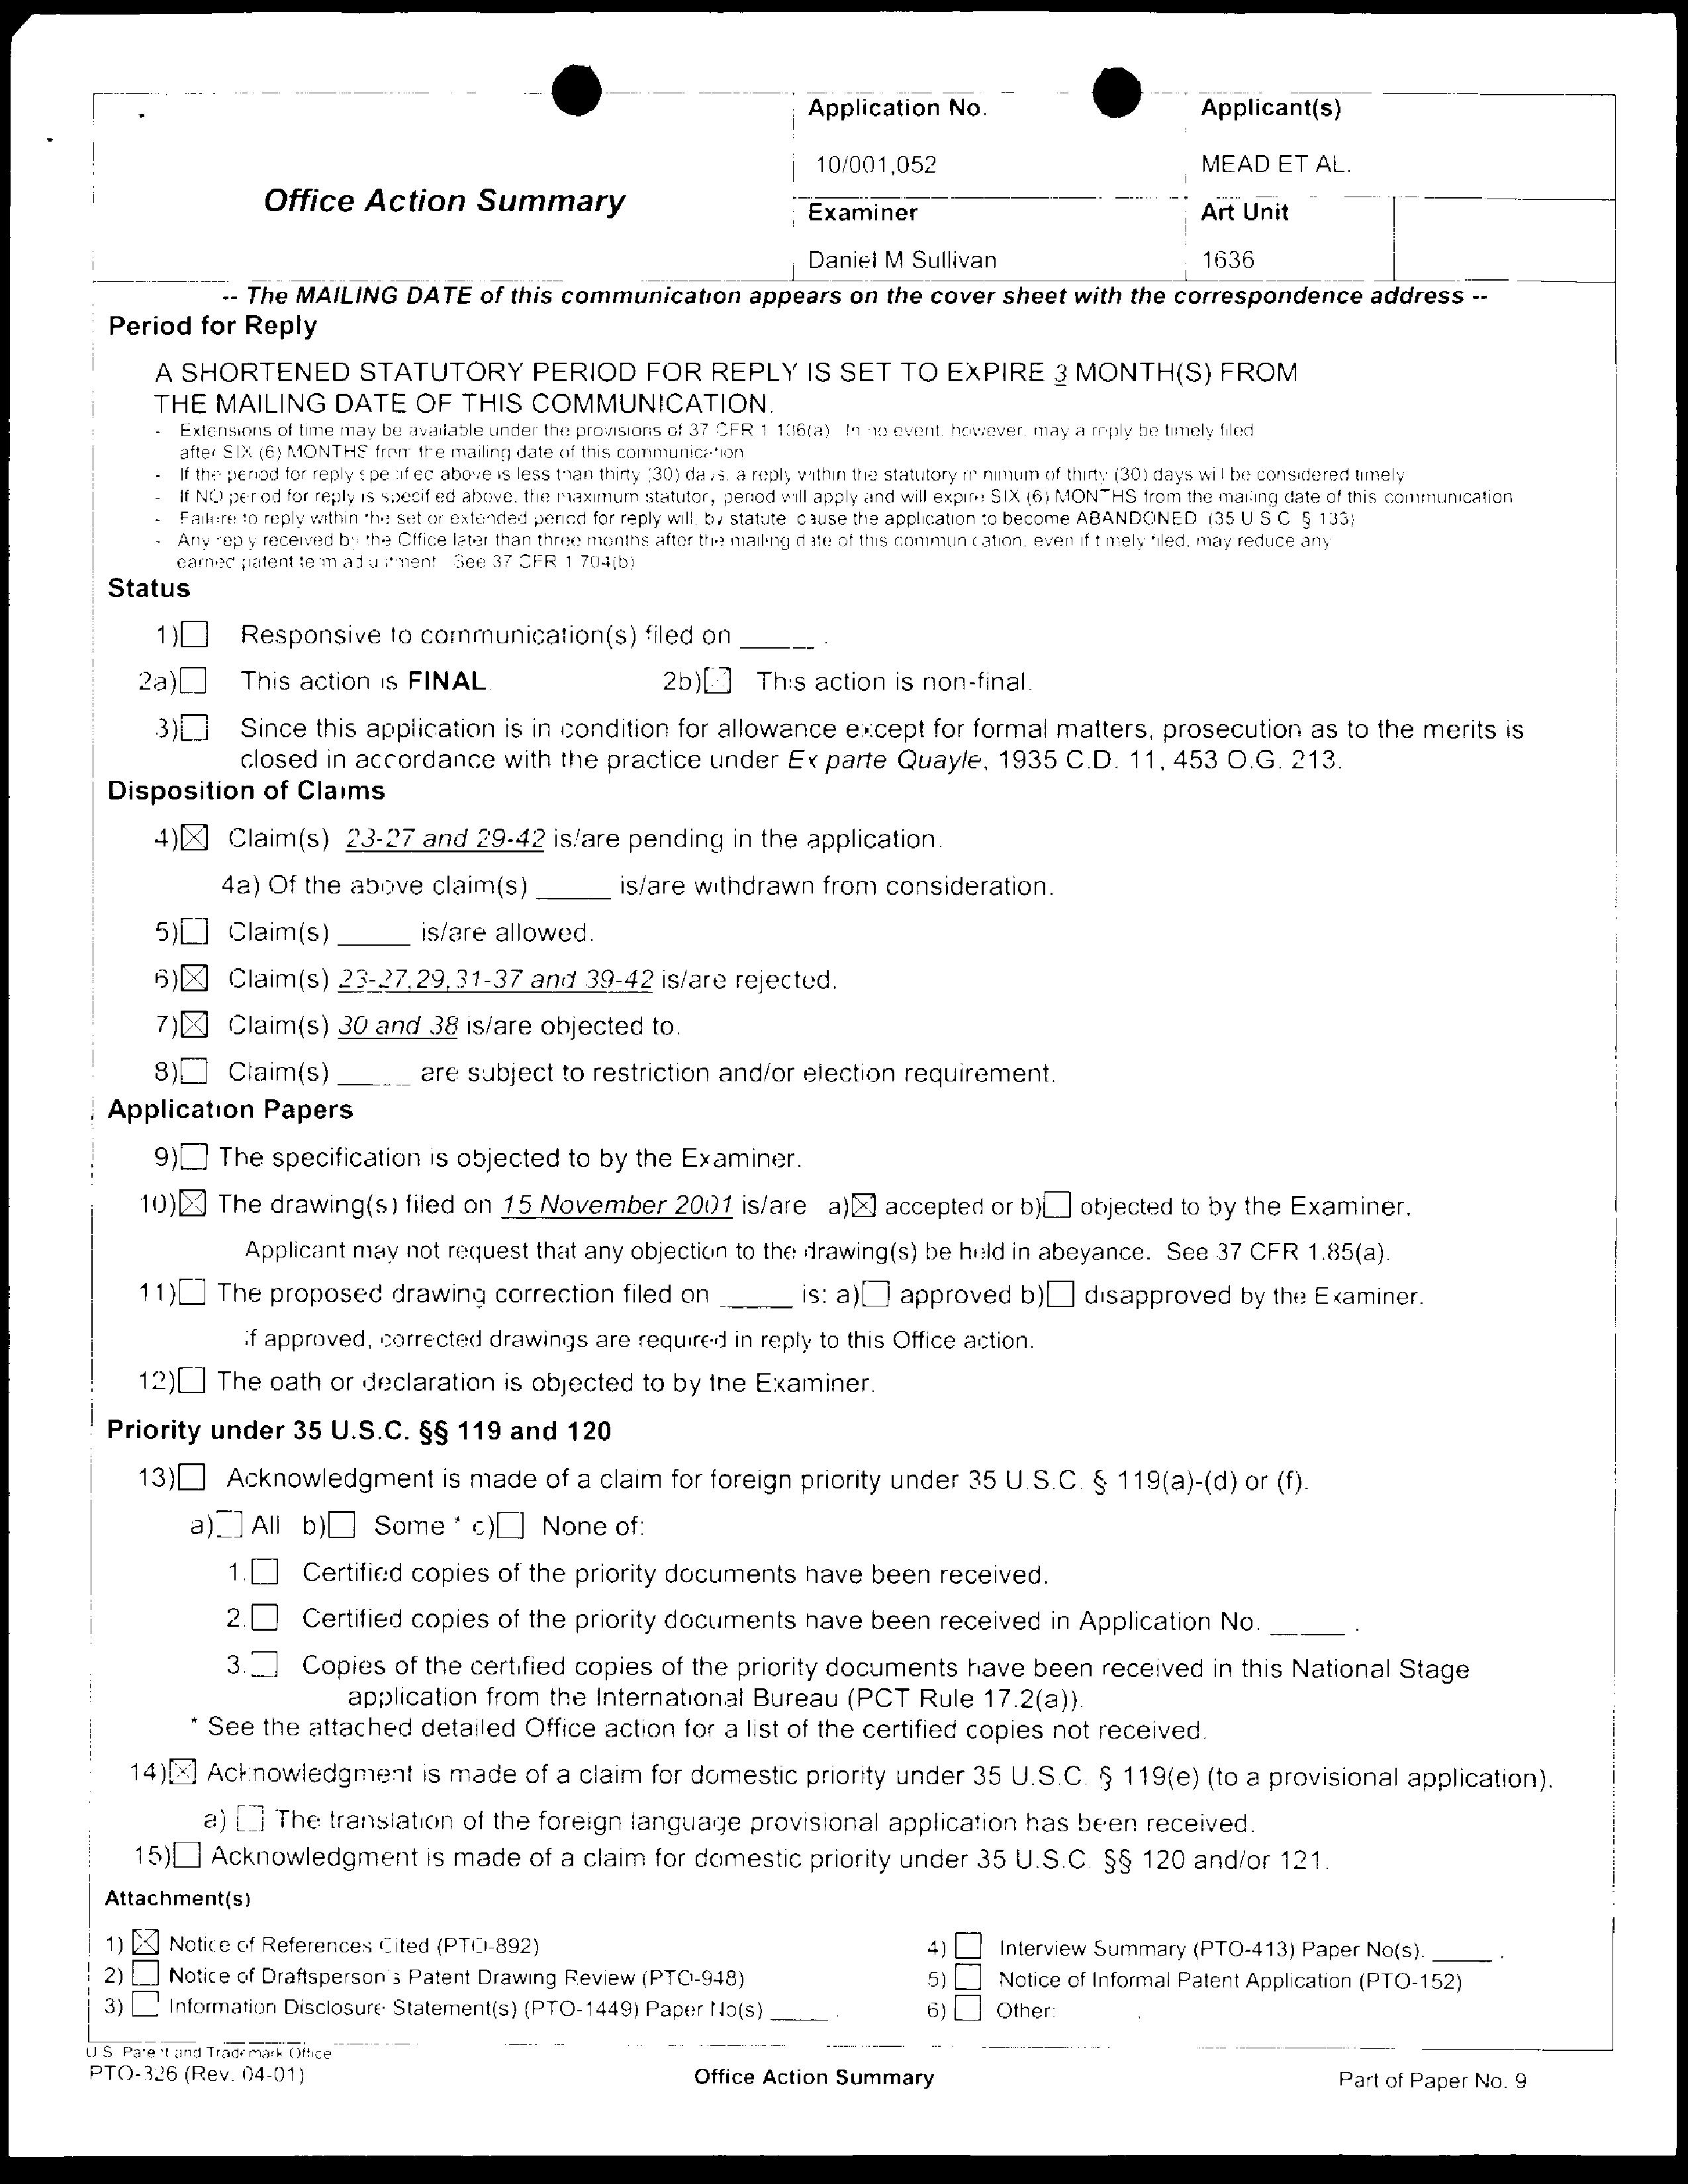 Application No.
Applicant(s)
10/001,052
MEAD ET AL.
Office Action Summary
Examiner
Art Unit
Daniel M Sullivan
1636
-- The MAILING DATE of this communication appears on the cover sheet with the correspondence address --
Period for Reply
A SHORTENED STATUTORY PERIOD FOR REPLY IS SET TO EXPIRE 3 MONTH(S) FROM
THE MAILING DATE OF THIS COMMUNICATION.
- Extensions of time may be available under the provisions of 37 CFR 1.136(a). In no event, however, may a reply be timely filed
after SIX (6) MONTHS from the mailing date of this communication
- If the period for reply specified above is less than thirty (30) days, a reply within the statutory minimum of thirty (30) days will be considered timely
- If NO period for reply is specified above, the maximum statutory period will apply and will expire SIX (6) MONTHS from the mailing date of this communication
- Failure to reply within the set or extended period for reply will, by statute, cause the application to become ABANDONED (35 U S C § 133)
- Any reply received by the Office later than three months after the mailing date of this communication, even if timely filed, may reduce any
earned patent term adjustment See 37 CFR 1 704(b)
Status
1)☐ Responsive to communication(s) filed on _____ .
2a)☐ This action is FINAL. 2b)☒ This action is non-final.
3)☐ Since this application is in condition for allowance except for formal matters, prosecution as to the merits is
closed in accordance with the practice under Ex parte Quayle, 1935 C.D. 11, 453 O.G. 213.
Disposition of Claims
4)☒ Claim(s) 23-27 and 29-42 is/are pending in the application.
4a) Of the above claim(s) _____ is/are withdrawn from consideration.
5)☐ Claim(s) _____ is/are allowed.
6)☒ Claim(s) 23-27,29,31-37 and 39-42 is/are rejected.
7)☒ Claim(s) 30 and 38 is/are objected to.
8)☐ Claim(s) _____ are subject to restriction and/or election requirement.
Application Papers
9)☐ The specification is objected to by the Examiner.
10)☒ The drawing(s) filed on 15 November 2001 is/are a)☒ accepted or b)☐ objected to by the Examiner.
Applicant may not request that any objection to the drawing(s) be held in abeyance. See 37 CFR 1.85(a).
11)☐ The proposed drawing correction filed on _____ is: a)☐ approved b)☐ disapproved by the Examiner.
If approved, corrected drawings are required in reply to this Office action.
12)☐ The oath or declaration is objected to by the Examiner.
Priority under 35 U.S.C. §§ 119 and 120
13)☐ Acknowledgment is made of a claim for foreign priority under 35 U.S.C. § 119(a)-(d) or (f).
a)☐ All b)☐ Some * c)☐ None of:
1.☐ Certified copies of the priority documents have been received.
2.☐ Certified copies of the priority documents have been received in Application No. _____ .
3.☐ Copies of the certified copies of the priority documents have been received in this National Stage
application from the International Bureau (PCT Rule 17.2(a)).
* See the attached detailed Office action for a list of the certified copies not received.
14)☒ Acknowledgment is made of a claim for domestic priority under 35 U.S.C. § 119(e) (to a provisional application).
a) ☐ The translation of the foreign language provisional application has been received.
15)☐ Acknowledgment is made of a claim for domestic priority under 35 U.S.C. §§ 120 and/or 121.
Attachment(s)
1) ☒ Notice of References Cited (PTO-892)
2) ☐ Notice of Draftsperson's Patent Drawing Review (PTO-948)
3) ☐ Information Disclosure Statement(s) (PTO-1449) Paper No(s) _____ .
4) ☐ Interview Summary (PTO-413) Paper No(s). _____ .
5) ☐ Notice of Informal Patent Application (PTO-152)
6) ☐ Other:
U.S. Patent and Trademark Office
PTO-326 (Rev. 04-01)
Office Action Summary
Part of Paper No. 9